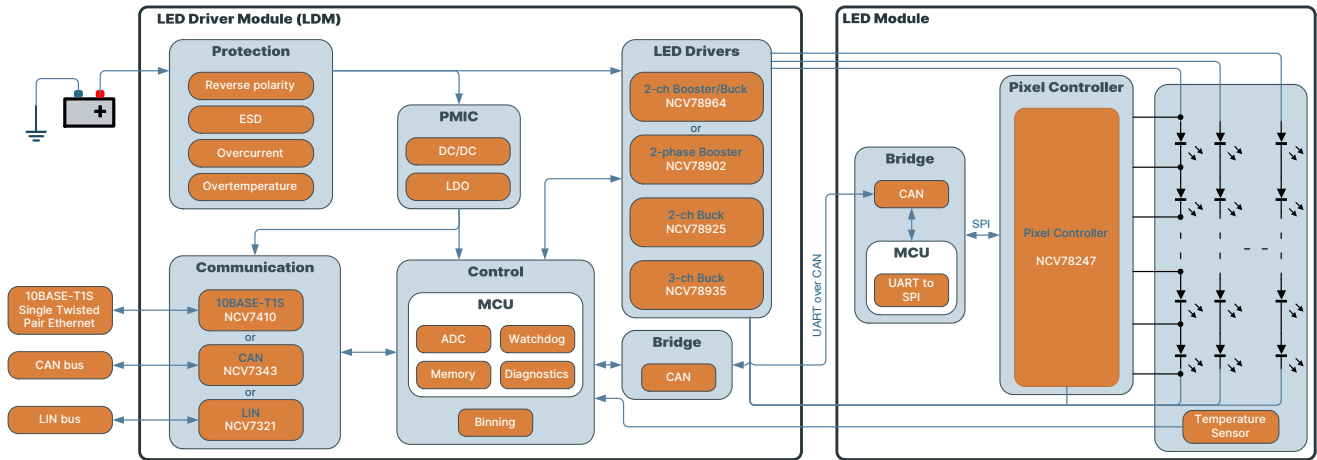 LED Driver Module (LDM)
Protection
Reverse polarity
ESD
Overcurrent
Overtemperature
+
PMIC
DC/DC
LDO
LED Drivers
2-ch Booster/Buck
NCV78964
or
2-phase Booster
NCV78902
2-ch Buck
NCV78925
3-ch Buck
NCV78935
Communication
10BASE-T1S
NCV7410
or
CAN
NCV7343
or
LIN
NCV7321
10BASE-T1S
Single Twisted
Pair Ethernet
CAN bus
LIN bus
Control
MCU
ADC
Watchdog
Memory
Diagnostics
Binning
Bridge
CAN
UART over CAN
LED Module
Bridge
CAN
MCU
UART to
SPI
SPI
Pixel Controller
Pixel Controller
NCV78247
Temperature
Sensor